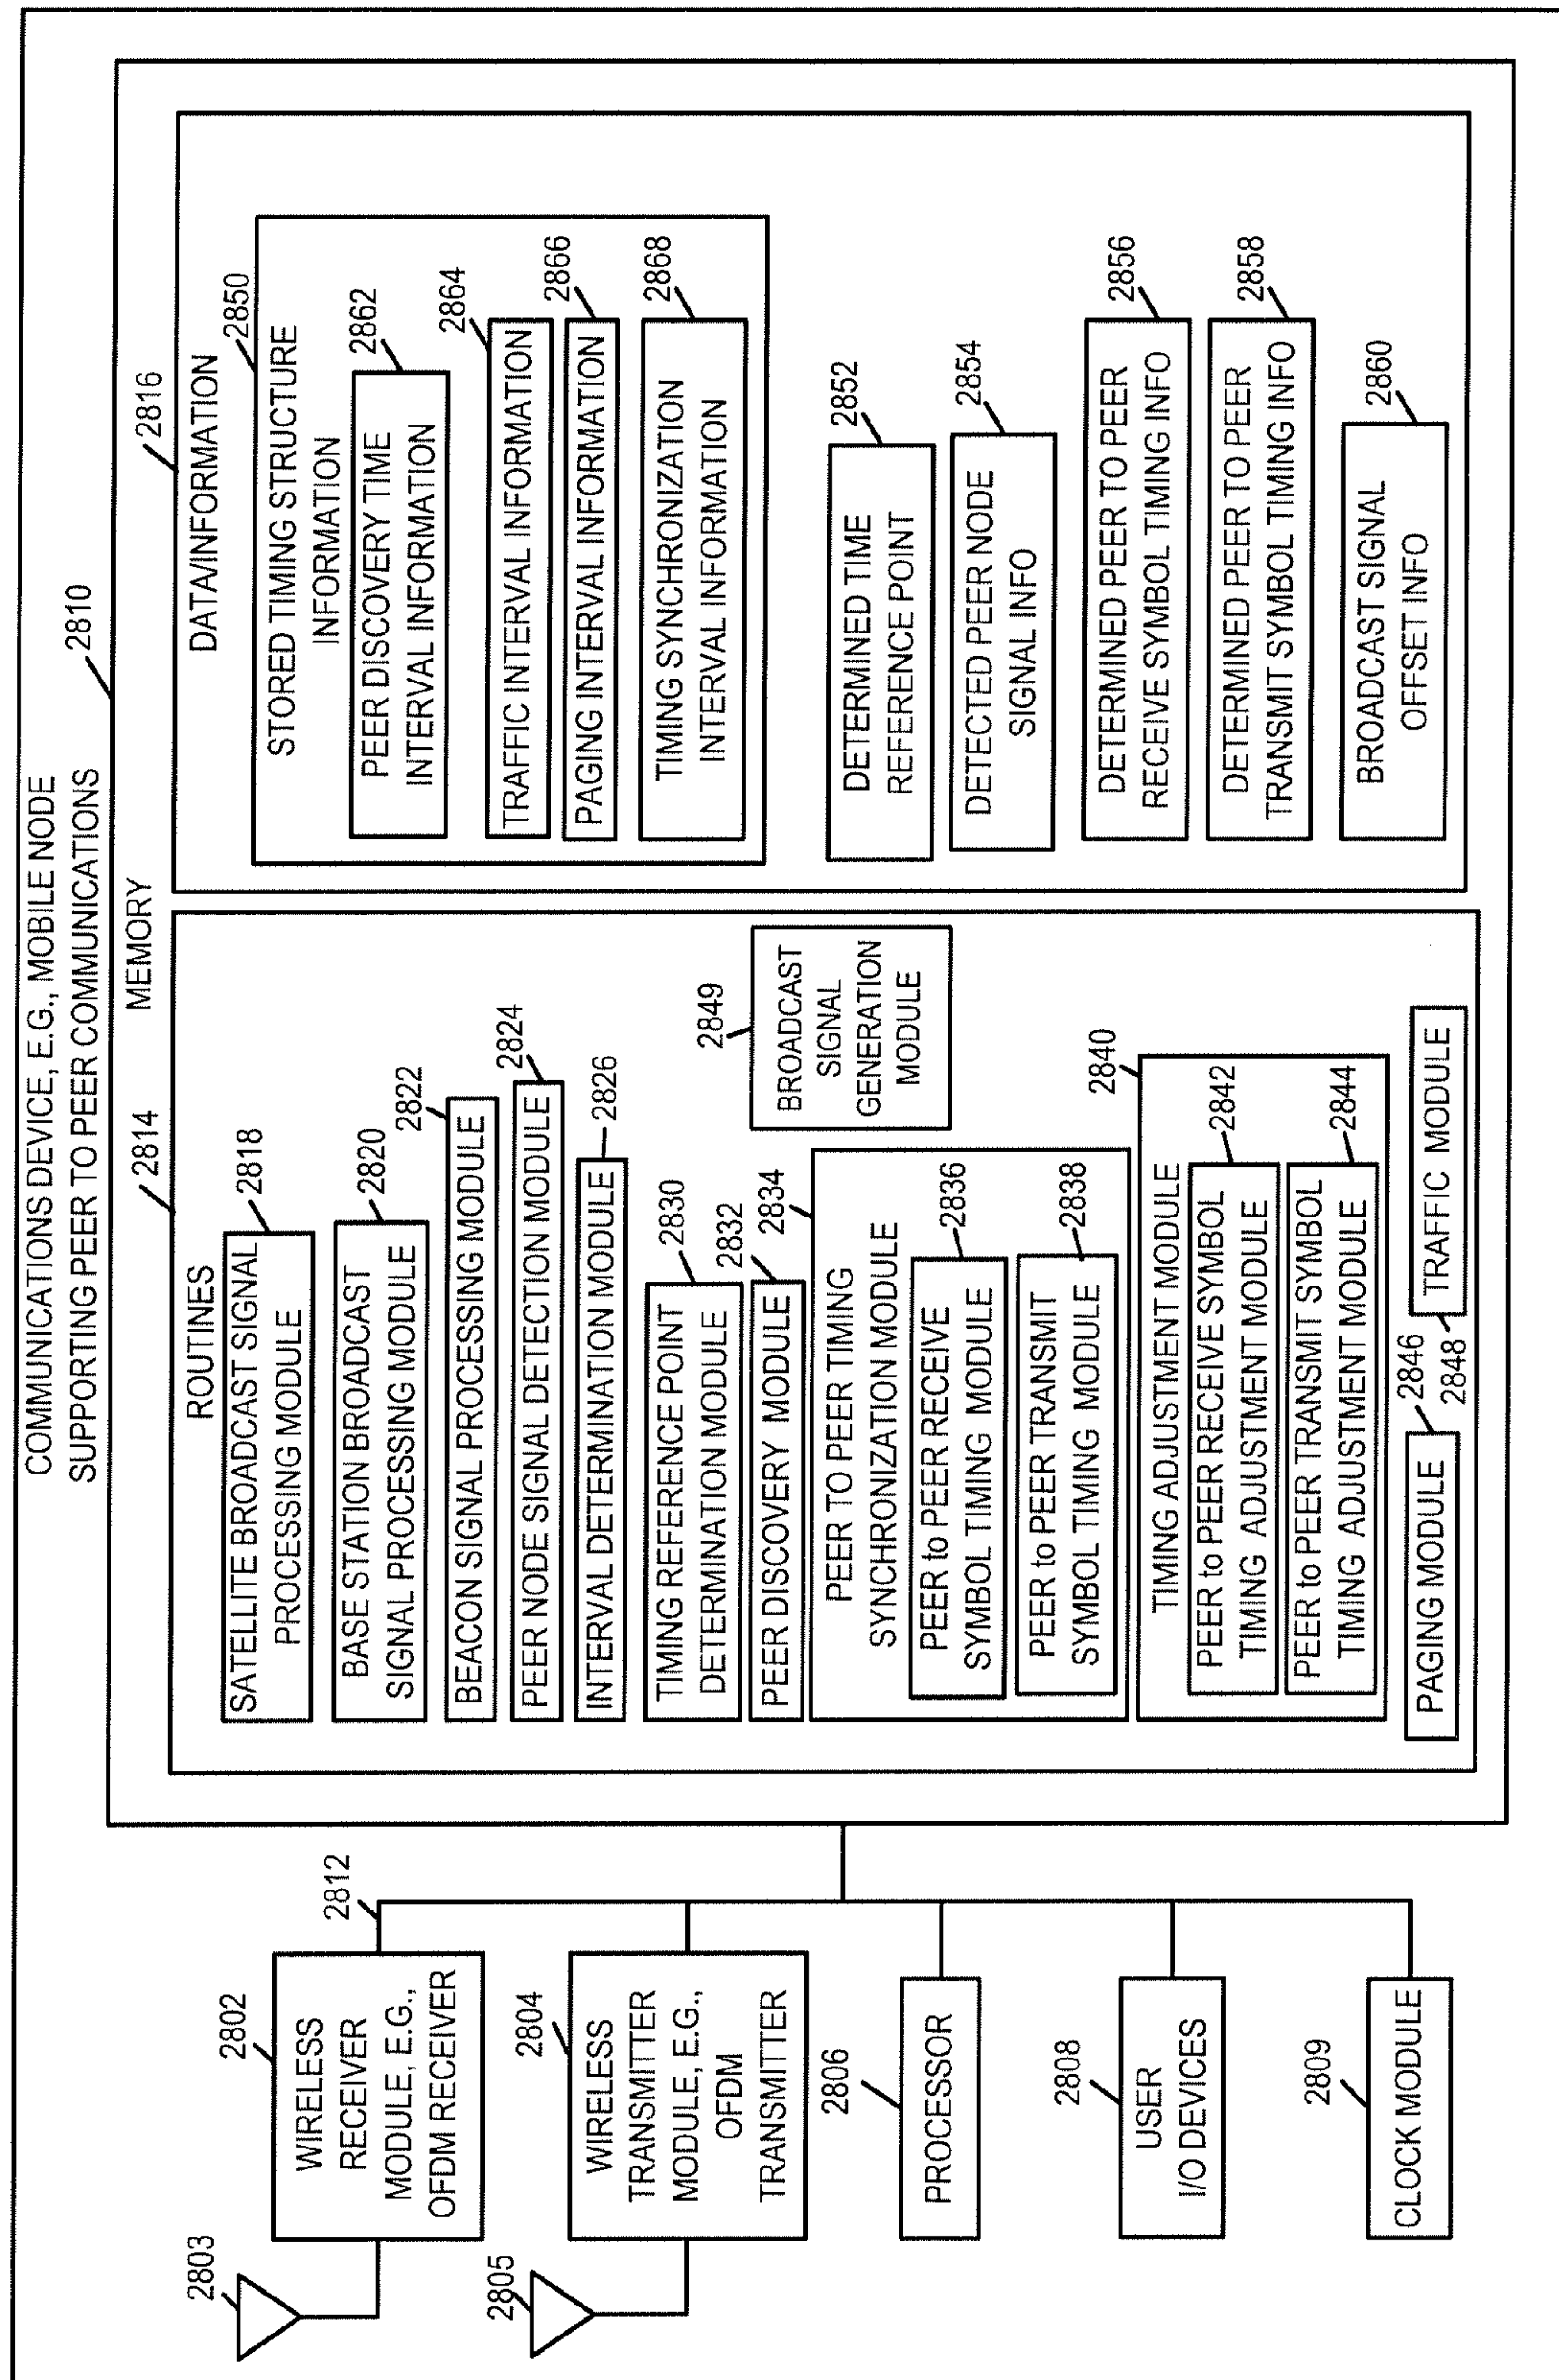 COMMUNICATIONS DEVICE, E.G., MOBILE NODE
SUPPORTING PEER TO PEER COMMUNICATIONS
2810
2803
2802
WIRELESS
RECEIVER
MODULE, E.G.,
OFDM RECEIVER
2812
2805
2804
WIRELESS
TRANSMITTER
MODULE, E.G.,
OFDM
TRANSMITTER
2806
PROCESSOR
2808
USER
I/O DEVICES
2809
CLOCK MODULE
MEMORY
2814
ROUTINES
SATELLITE BROADCAST SIGNAL
PROCESSING MODULE
2818
BASE STATION BROADCAST
SIGNAL PROCESSING MODULE
2820
BEACON SIGNAL PROCESSING MODULE
2822
PEER NODE SIGNAL DETECTION MODULE
2824
INTERVAL DETERMINATION MODULE
2826
TIMING REFERENCE POINT
DETERMINATION MODULE
2830
PEER DISCOVERY MODULE
2832
2834
PEER TO PEER TIMING
SYNCHRONIZATION MODULE
PEER to PEER RECEIVE
SYMBOL TIMING MODULE
2836
PEER to PEER TRANSMIT
SYMBOL TIMING MODULE
2838
2849
BROADCAST
SIGNAL
GENERATION
MODULE
2840
TIMING ADJUSTMENT MODULE
PEER to PEER RECEIVE SYMBOL
TIMING ADJUSTMENT MODULE
2842
PEER to PEER TRANSMIT SYMBOL
TIMING ADJUSTMENT MODULE
2844
PAGING MODULE
2846
2848
TRAFFIC MODULE
2816
DATA/INFORMATION
2850
STORED TIMING STRUCTURE
INFORMATION
PEER DISCOVERY TIME
INTERVAL INFORMATION
2862
TRAFFIC INTERVAL INFORMATION
2864
PAGING INTERVAL INFORMATION
2866
TIMING SYNCHRONIZATION
INTERVAL INFORMATION
2868
DETERMINED TIME
REFERENCE POINT
2852
DETECTED PEER NODE
SIGNAL INFO
2854
DETERMINED PEER TO PEER
RECEIVE SYMBOL TIMING INFO
2856
DETERMINED PEER TO PEER
TRANSMIT SYMBOL TIMING INFO
2858
BROADCAST SIGNAL
OFFSET INFO
2860